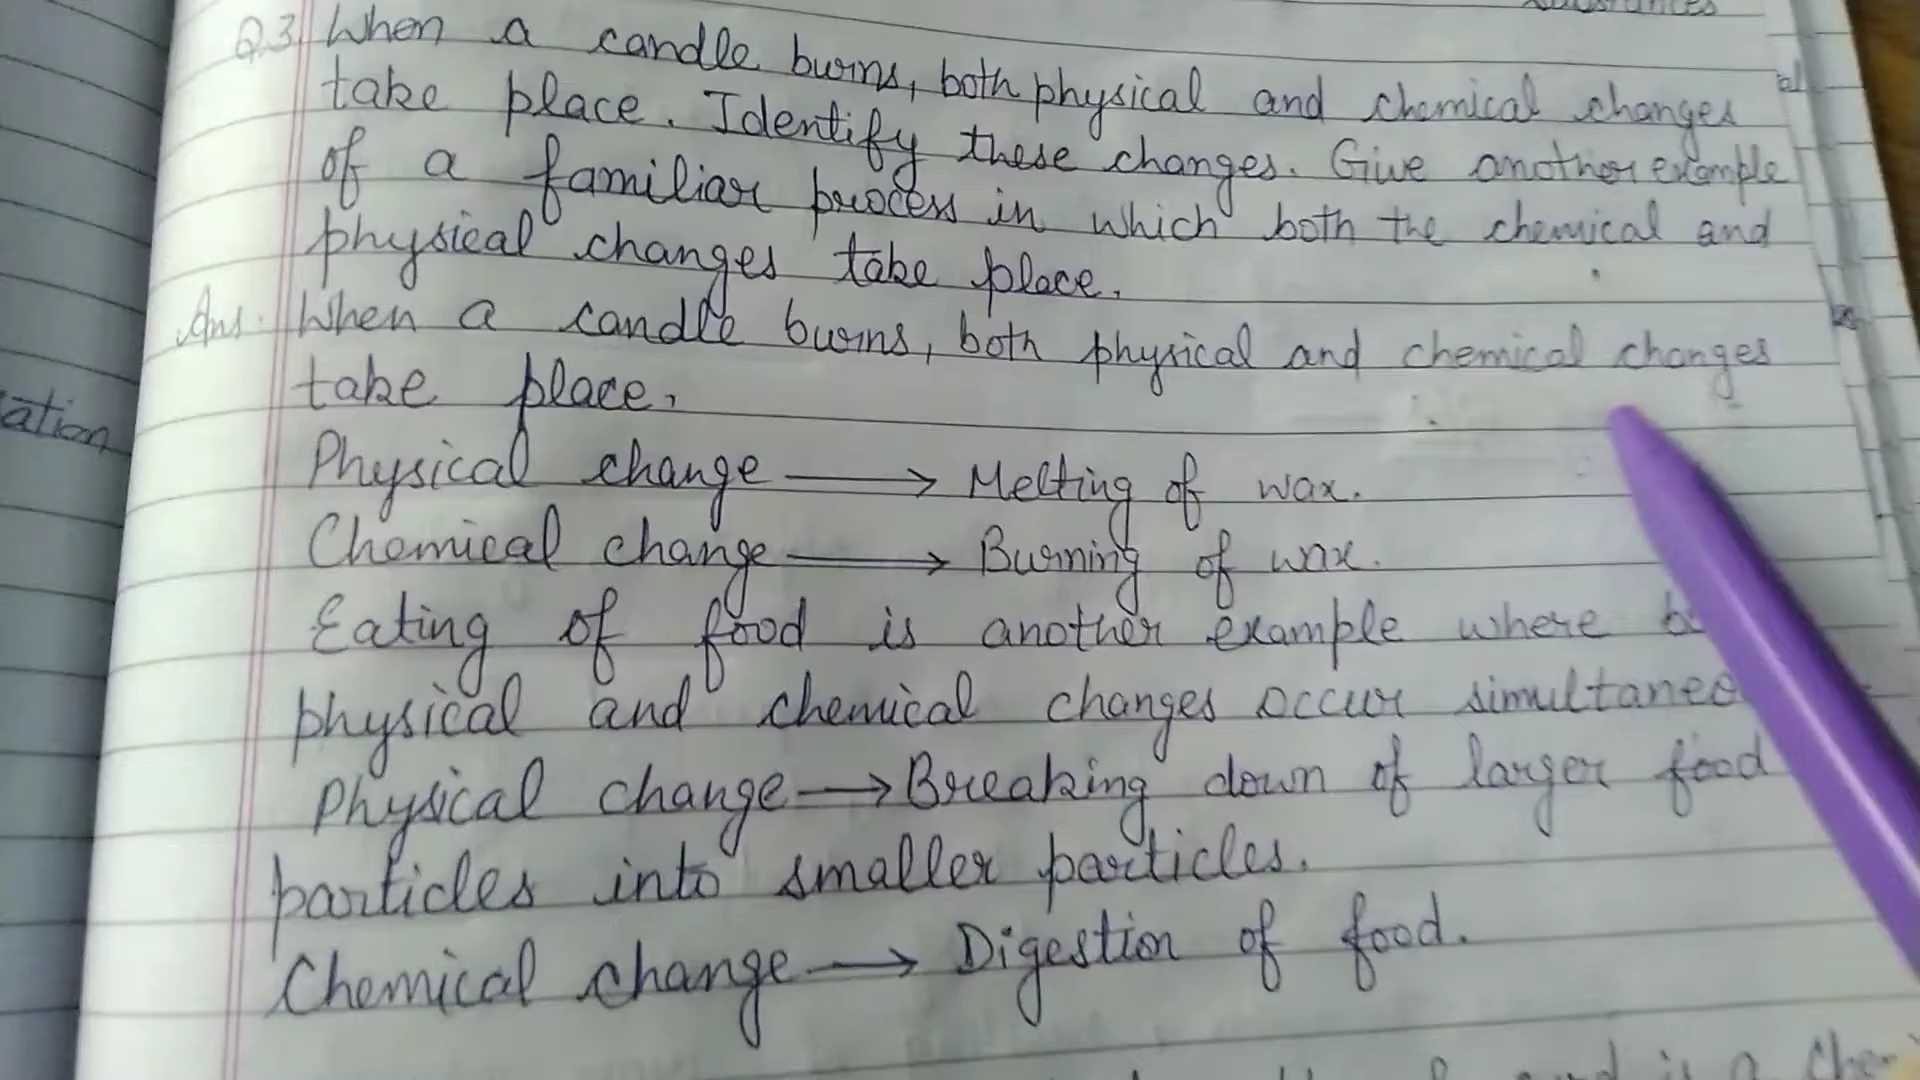 substances
Q.3 When a candle burns, both physical and chemical changes
take place. Identify these changes. Give another example
of a familiar process in which both the chemical and
physical changes take place.
Ans. When a candle burns, both physical and chemical changes
take place.
Physical change → Melting of wax.
Chemical change → Burning of wax.
Eating of food is another example where
physical and chemical changes occur simultaneo
Physical change → Breaking down of larger food
particles into smaller particles.
Chemical change → Digestion of food.
is a
ation